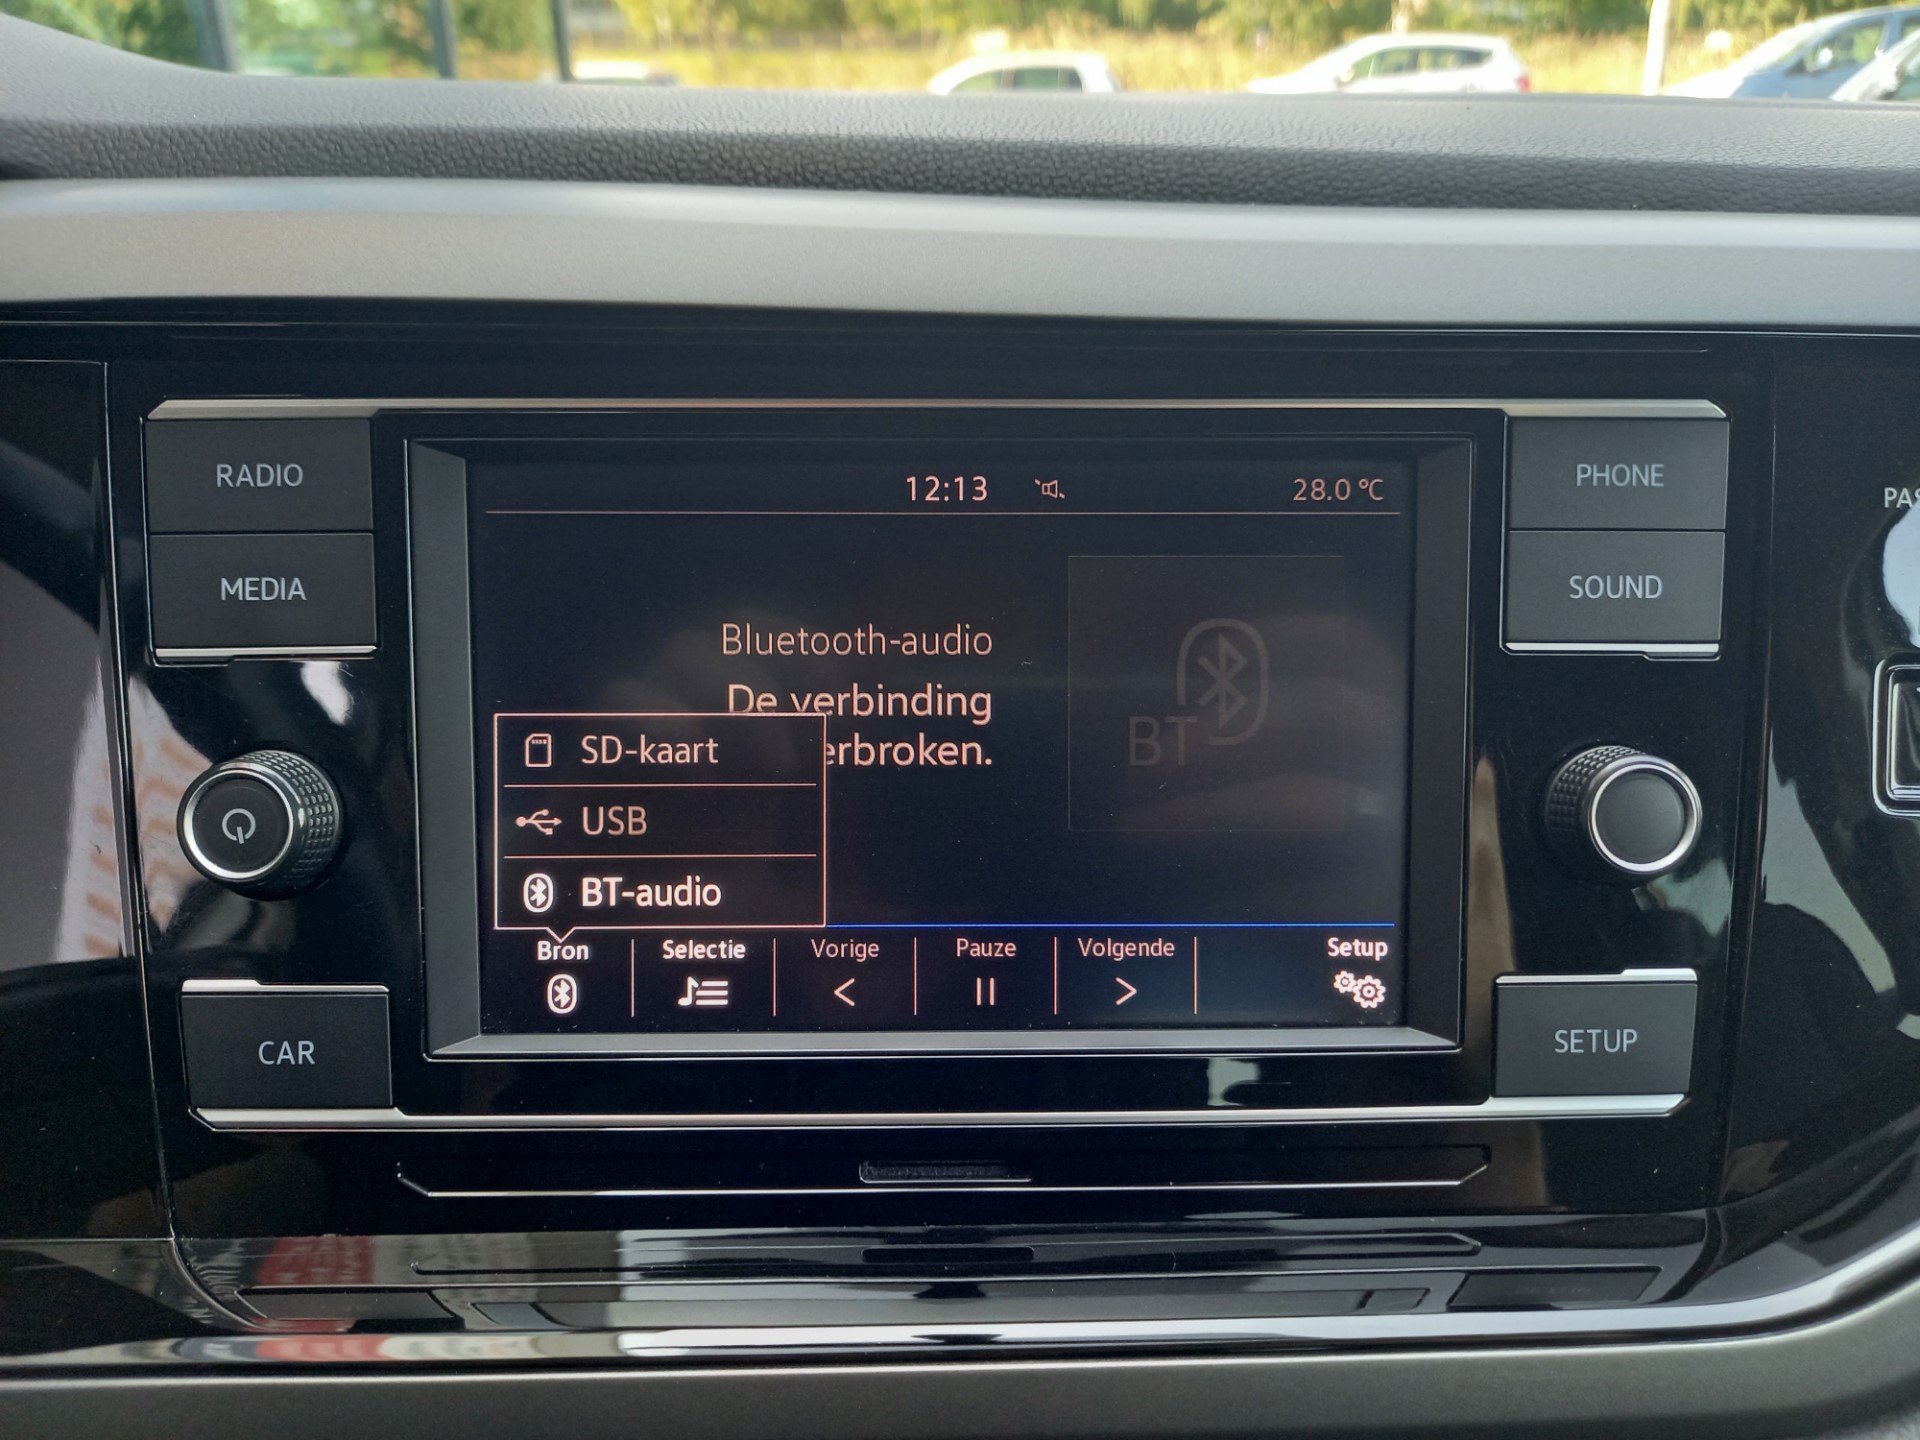 RADIO
MEDIA
CAR
PHONE
SOUND
SETUP
12:13
28.0 °C
Bluetooth-audio
De verbinding
erbroken.
BT
SD-kaart
USB
BT-audio
Bron
Selectie
Vorige
Pauze
Volgende
Setup